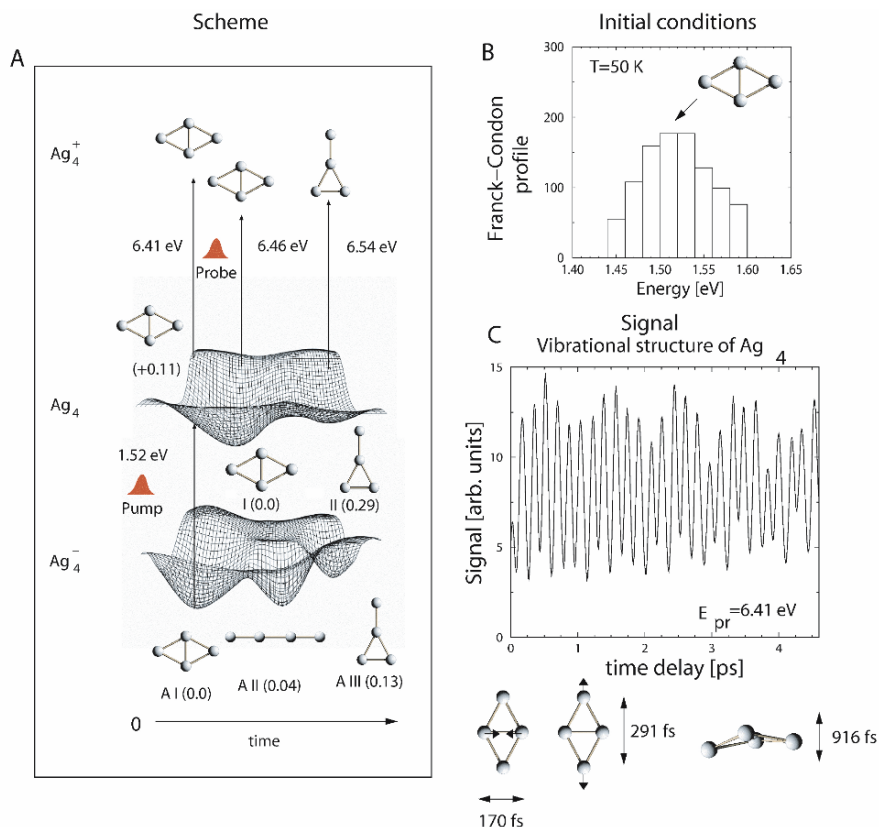 Scheme
A
Ag4+
6.41 eV
6.46 eV
6.54 eV
Probe
(+0.11)
Ag4
1.52 eV
Pump
I (0.0)
II (0.29)
Ag4−
A I (0.0)
A II (0.04)
A III (0.13)
0
time
Initial conditions
B
T=50 K
Franck−Condon
profile
300
200
100
0
1.40
1.45
1.50
1.55
1.60
1.65
Energy [eV]
C
Signal
Vibrational structure of Ag4
Signal [arb. units]
15
10
5
0
E pr=6.41 eV
0
1
2
3
4
time delay [ps]
291 fs
916 fs
170 fs